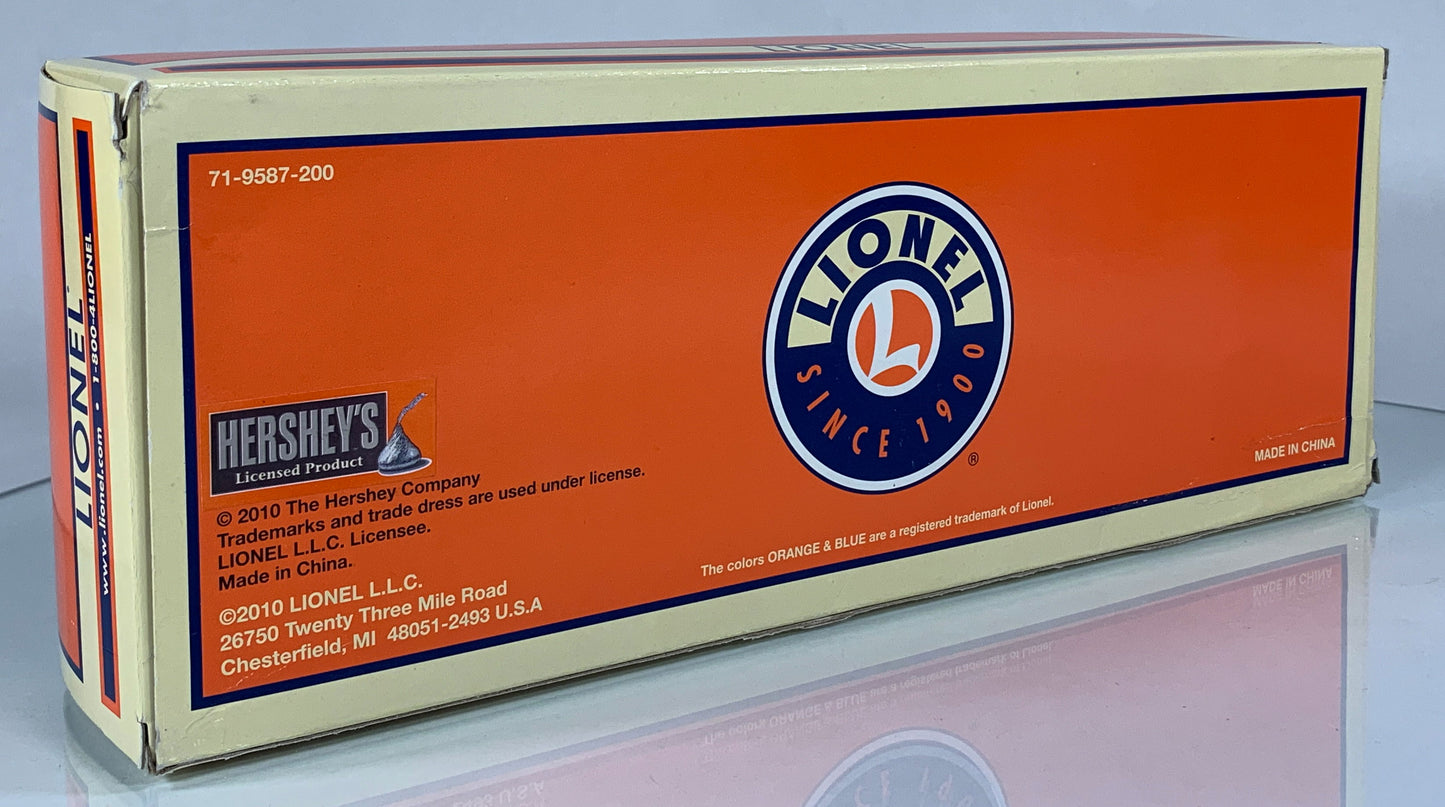 LIONEL
71-9587-200
LIONEL
SINCE 1900
®
LIONEL
www.lionel.com • 1-800-4LIONEL
HERSHEY'S
Licensed Product
© 2010 The Hershey Company
Trademarks and trade dress are used under license.
LIONEL L.L.C. Licensee.
Made in China.
©2010 LIONEL L.L.C.
26750 Twenty Three Mile Road
Chesterfield, MI 48051-2493 U.S.A
The colors ORANGE & BLUE are a registered trademark of Lionel.
MADE IN CHINA